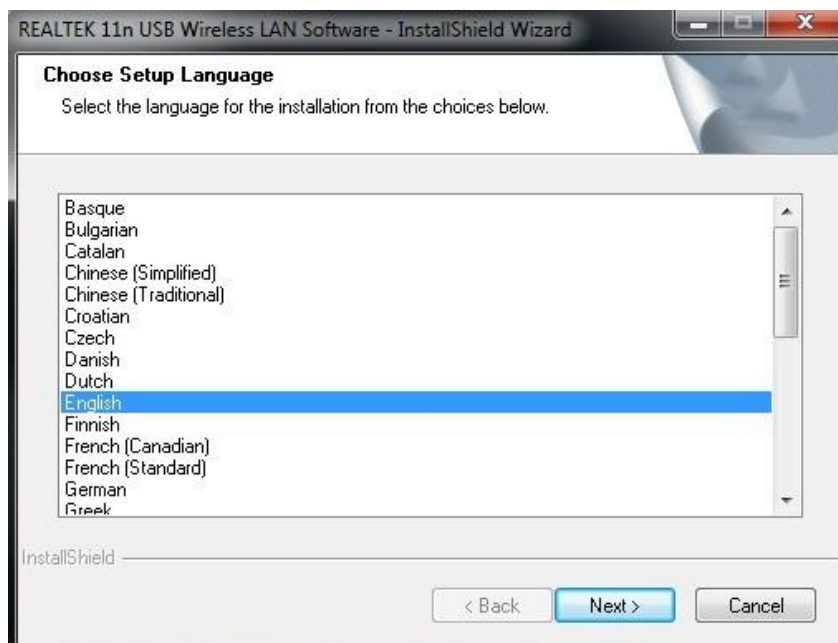 REALTEK 11n USB Wireless LAN Software - InstallShield Wizard
Choose Setup Language
Select the language for the installation from the choices below.
Basque
Bulgarian
Catalan
Chinese (Simplified)
Chinese (Traditional)
Croatian
Czech
Danish
Dutch
English
Finnish
French (Canadian)
French (Standard)
German
Greek
InstallShield
< Back
Next >
Cancel